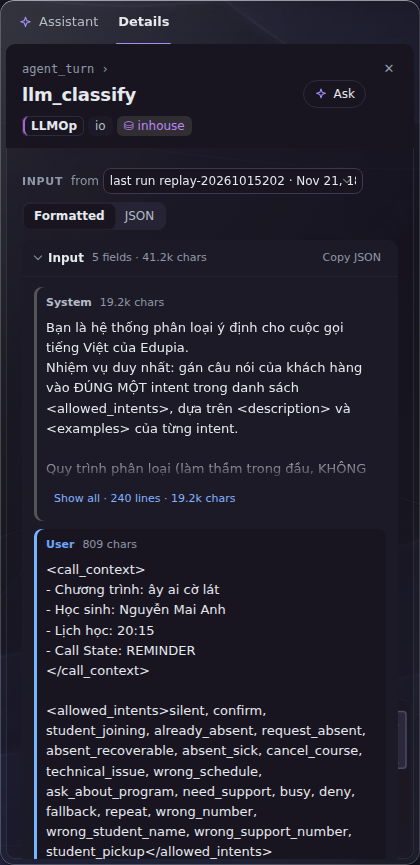 Assistant Details
agent_turn ›
llm_classify
Ask
LLMOp io inhouse
INPUT from last run replay-20261015202 · Nov 21,
Formatted JSON
Input 5 fields · 41.2k chars Copy JSON
System 19.2k chars
Bạn là hệ thống phân loại ý định cho cuộc gọi
tiếng Việt của Edupia.
Nhiệm vụ duy nhất: gán câu nói của khách hàng
vào ĐÚNG MỘT intent trong danh sách
<allowed_intents>, dựa trên <description> và
<examples> của từng intent.
Quy trình phân loại (làm thầm trong đầu, KHÔNG
Show all · 240 lines · 19.2k chars
User 809 chars
<call_context>
- Chương trình: ây ai cờ lát
- Học sinh: Nguyễn Mai Anh
- Lịch học: 20:15
- Call State: REMINDER
</call_context>
<allowed_intents>silent, confirm,
student_joining, already_absent, request_absent,
absent_recoverable, absent_sick, cancel_course,
technical_issue, wrong_schedule,
ask_about_program, need_support, busy, deny,
fallback, repeat, wrong_number,
wrong_student_name, wrong_support_number,
student_pickup</allowed_intents>